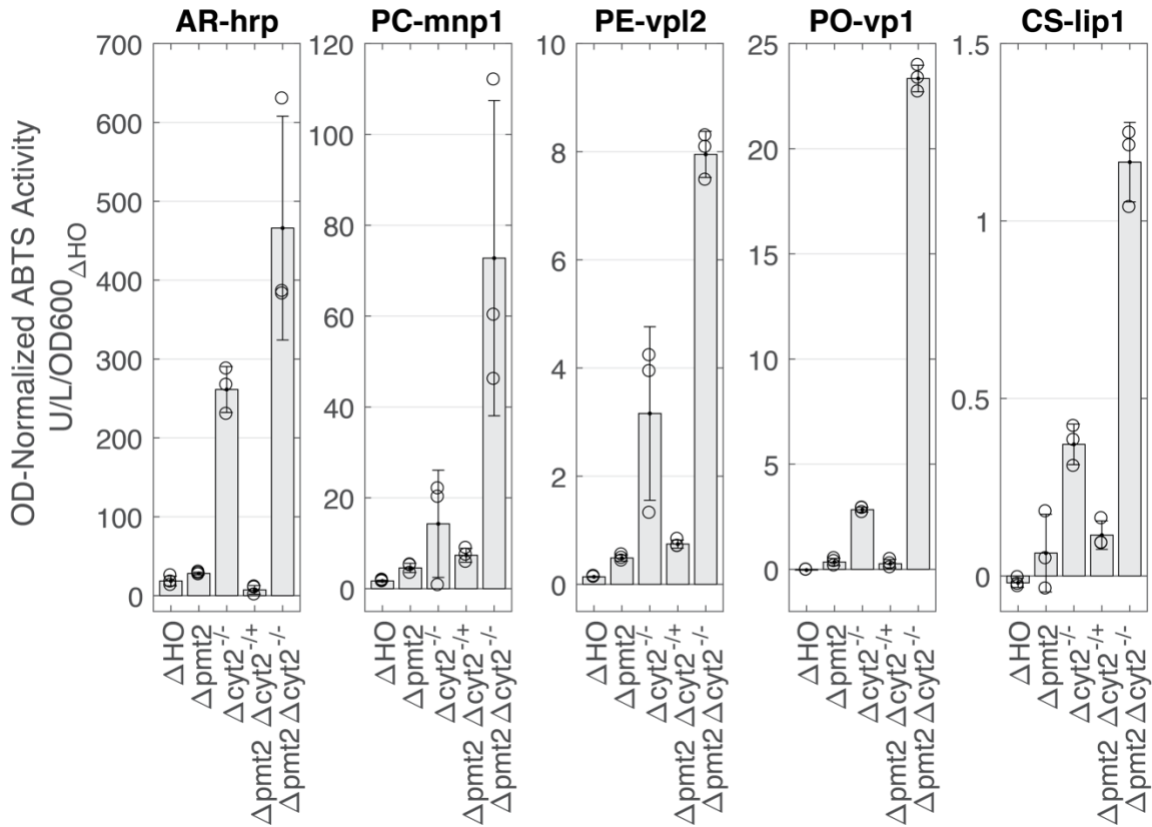 AR-hrp
PC-mnp1
PE-vpl2
PO-vp1
CS-lip1
OD-Normalized ABTS Activity
U/L/OD600ΔHO
700
600
500
400
300
200
100
0
120
100
80
60
40
20
0
10
8
6
4
2
0
25
20
15
10
5
0
1.5
1
0.5
0
ΔHO
Δpmt2
Δcyt2-/-
Δpmt2 Δcyt2-/+
Δpmt2 Δcyt2-/-
ΔHO
Δpmt2
Δcyt2-/-
Δpmt2 Δcyt2-/+
Δpmt2 Δcyt2-/-
ΔHO
Δpmt2
Δcyt2-/-
Δpmt2 Δcyt2-/+
Δpmt2 Δcyt2-/-
ΔHO
Δpmt2
Δcyt2-/-
Δpmt2 Δcyt2-/+
Δpmt2 Δcyt2-/-
ΔHO
Δpmt2
Δcyt2-/-
Δpmt2 Δcyt2-/+
Δpmt2 Δcyt2-/-